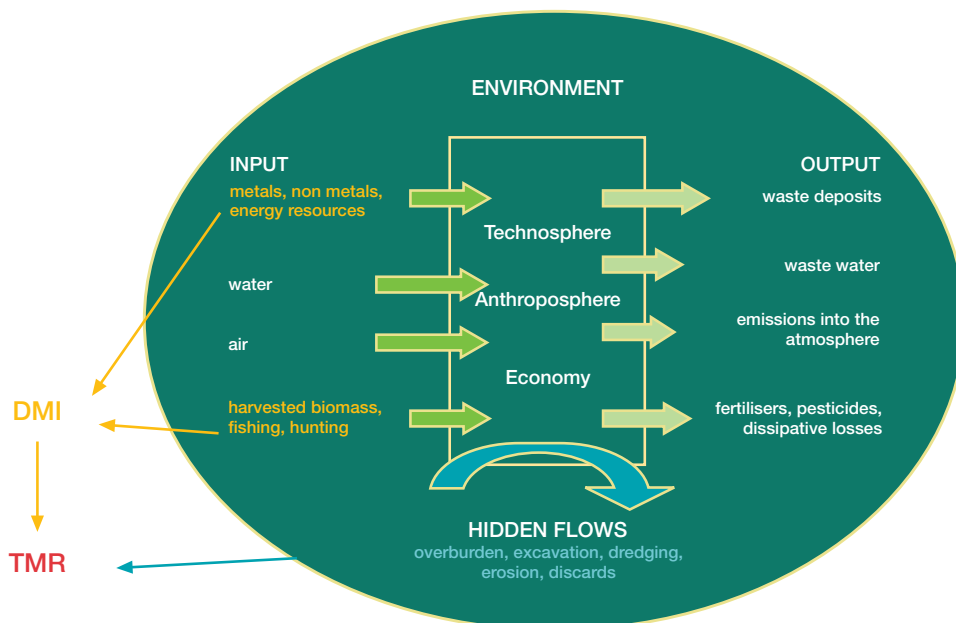 ENVIRONMENT
INPUT
OUTPUT
metals, non metals,
energy resources
waste deposits
Technosphere
water
waste water
Anthroposphere
air
emissions into the
atmosphere
Economy
DMI
harvested biomass,
fishing, hunting
fertilisers, pesticides,
dissipative losses
HIDDEN FLOWS
overburden, excavation, dredging,
erosion, discards
TMR